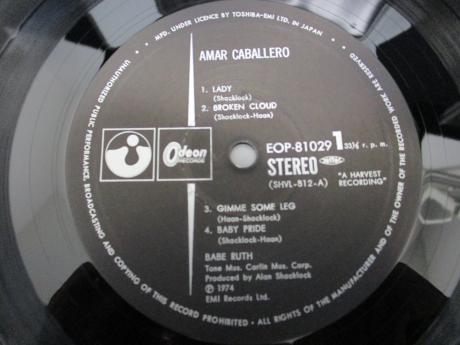 MFD. UNDER LICENCE BY TOSHIBA-EMI LTD. IN JAPAN
UNAUTHORIZED PUBLIC PERFORMANCE, BROADCASTING AND COPYING OF THIS RECORD PROHIBITED · ALL RIGHTS OF THE MANUFACTURER AND OF THE OWNER OF THE RECORDED WORK ARE RESERVED
AMAR CABALLERO
1. LADY
(Shacklock)
2. BROKEN CLOUD
(Shacklock-Haan)
Odeon
RECORDS
EOP-81029 1 33⅓ r. p. m.
STEREO
(SHVL-812-A)
"A HARVEST
RECORDING"
3. GIMME SOME LEG
(Haan-Shacklock)
4. BABY PRIDE
(Shacklock-Haan)
BABE RUTH
Tone Mus. Carlin Mus. Corp.
Produced by Alan Shacklock
℗ 1974
EMI Records Ltd.